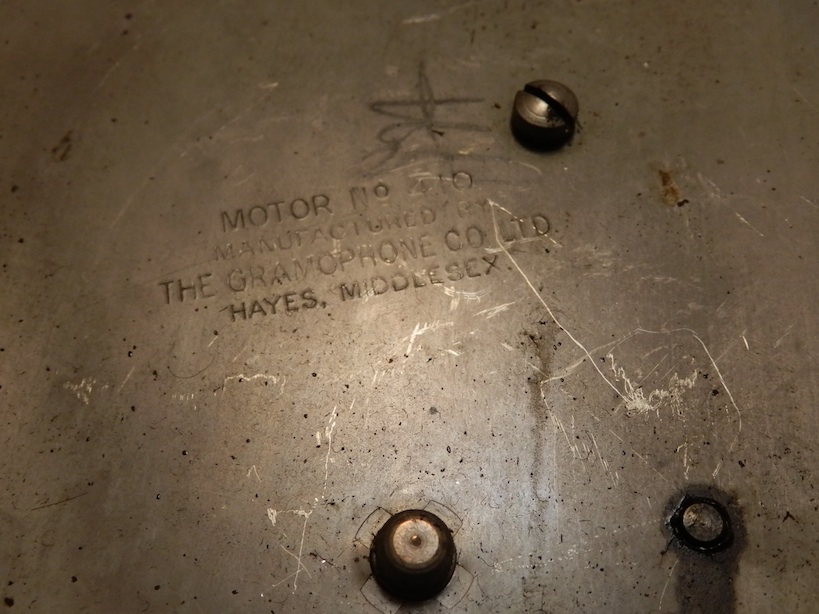 MOTOR No 410
MANUFACTURED BY
THE GRAMOPHONE CO LTD
HAYES, MIDDLESEX